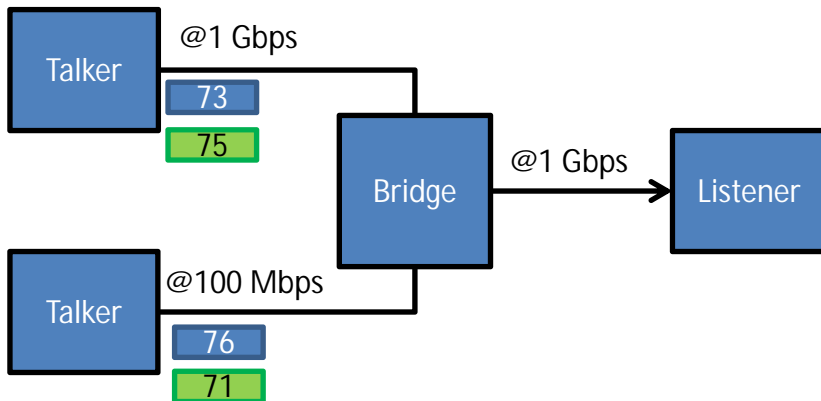 @1 Gbps
Talker
73
75
@1 Gbps
Bridge
Listener
@100 Mbps
Talker
76
71